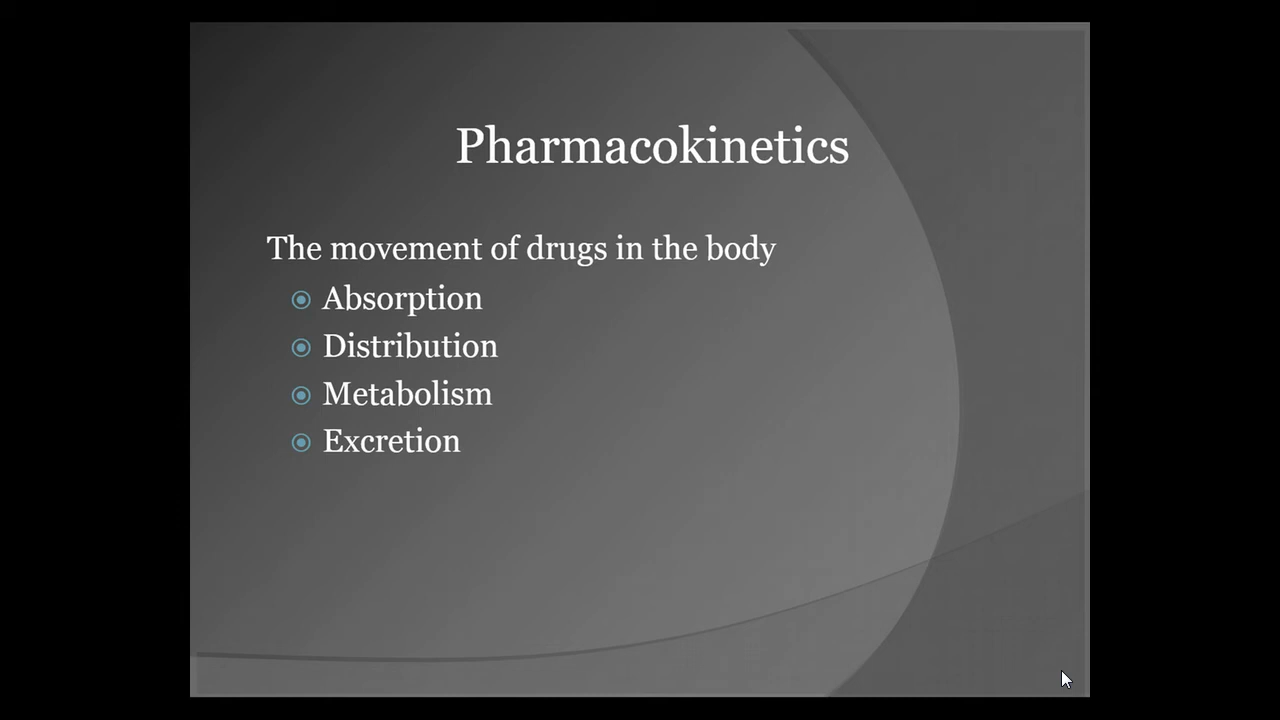 Pharmacokinetics
The movement of drugs in the body
Absorption
Distribution
Metabolism
Excretion